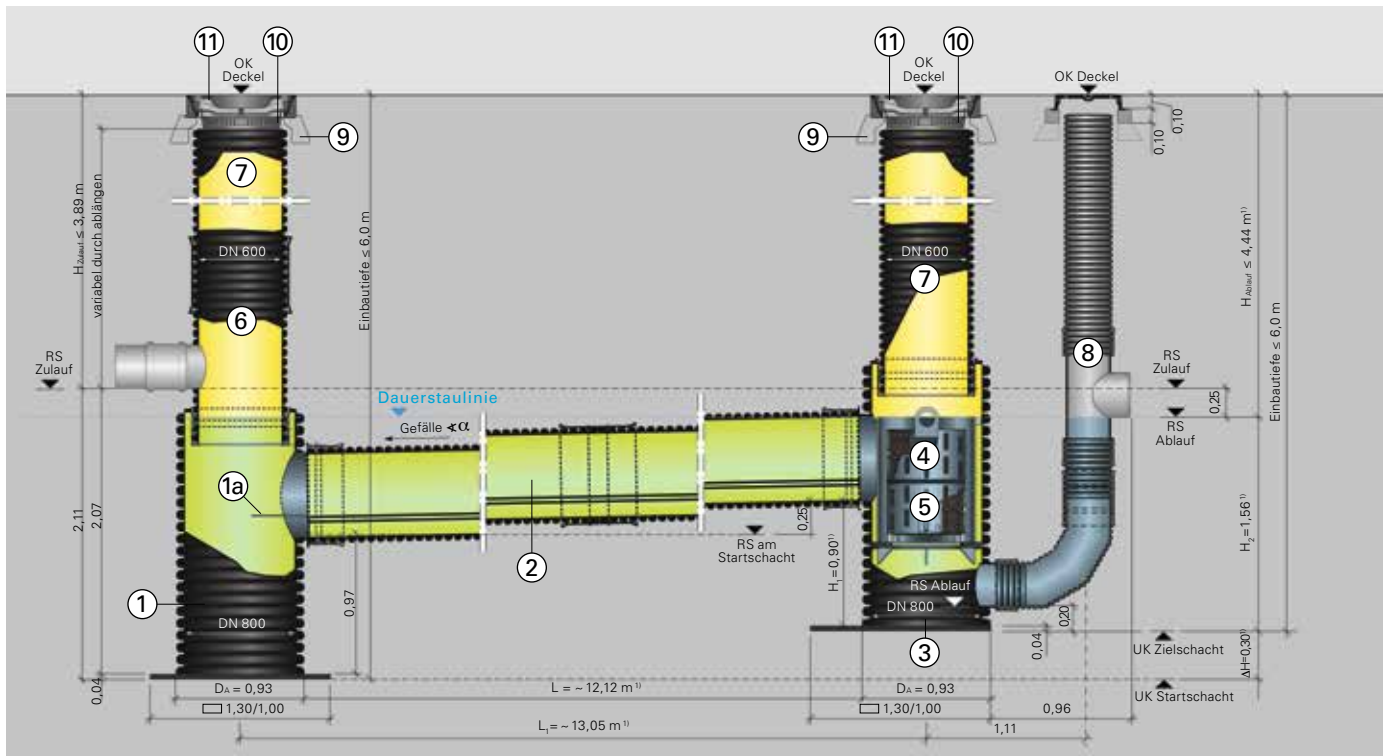 11
OK
Deckel
10
11
OK
Deckel
10
OK Deckel
0,10
0,10
9
9
7
7
DN 600
DN 600
6
8
H Zulauf ≤ 3,89 m
variabel durch ablängen
Einbautiefe ≤ 6,0 m
H Ablauf ≤ 4,44 m¹⁾
Einbautiefe ≤ 6,0 m
RS
Zulauf
RS
Zulauf
0,25
RS
Ablauf
Dauerstaulinie
Gefälle ∢α
4
5
1a
2
0,25
RS am
Startschacht
2,11
2,07
0,97
H₁=0,90¹⁾
H₂=1,56¹⁾
1
DN 800
RS Ablauf
DN 800
3
0,20
0,04
UK Zielschacht
ΔH=0,30¹⁾
UK Startschacht
0,04
DA = 0,93
L = ~ 12,12 m¹⁾
DA = 0,93
1,30/1,00
1,30/1,00
0,96
L₁= ~ 13,05 m¹⁾
1,11